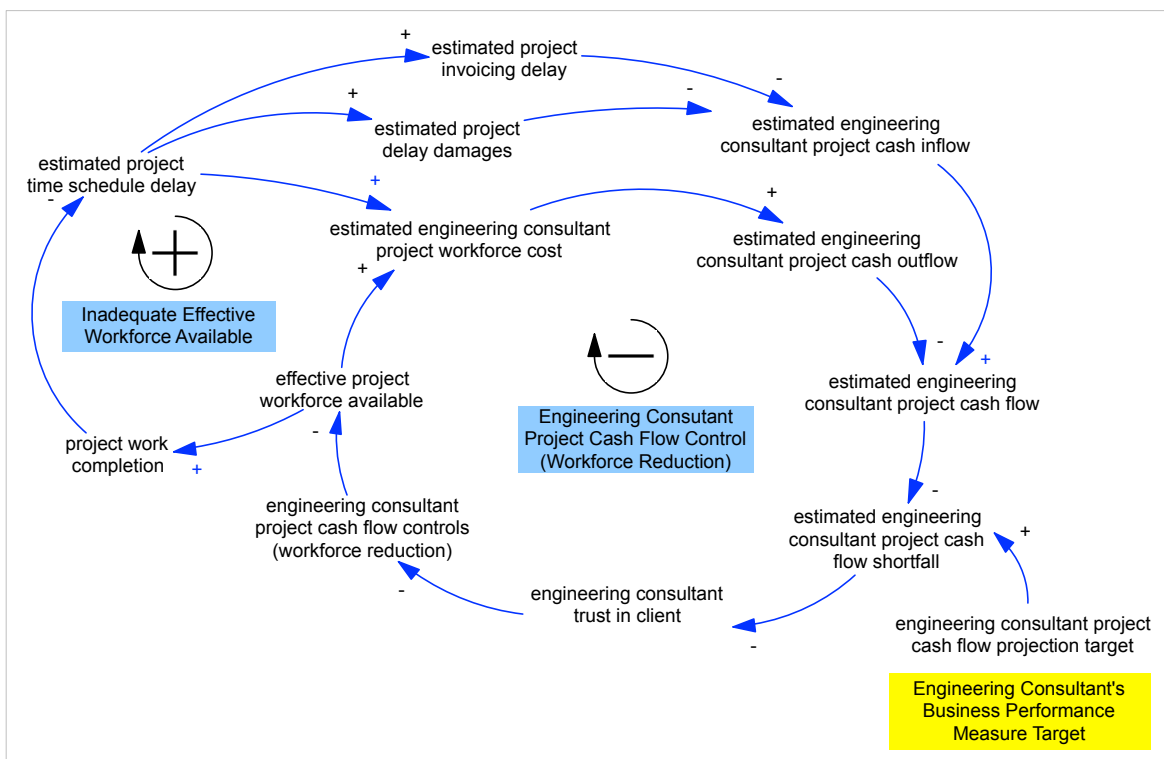 +
estimated project
invoicing delay
-
+
estimated project
delay damages
-
estimated engineering
consultant project cash inflow
estimated project
time schedule delay
-
+
estimated engineering consultant
project workforce cost
+
+
estimated engineering
consultant project cash outflow
Inadequate Effective
Workforce Available
-
+
effective project
workforce available
-
+
project work
completion
estimated engineering
consultant project cash flow
-
Engineering Consutant
Project Cash Flow Control
(Workforce Reduction)
engineering consultant
project cash flow controls
(workforce reduction)
-
estimated engineering
consultant project cash
flow shortfall
+
engineering consultant
trust in client
-
engineering consultant project
cash flow projection target
Engineering Consultant's
Business Performance
Measure Target